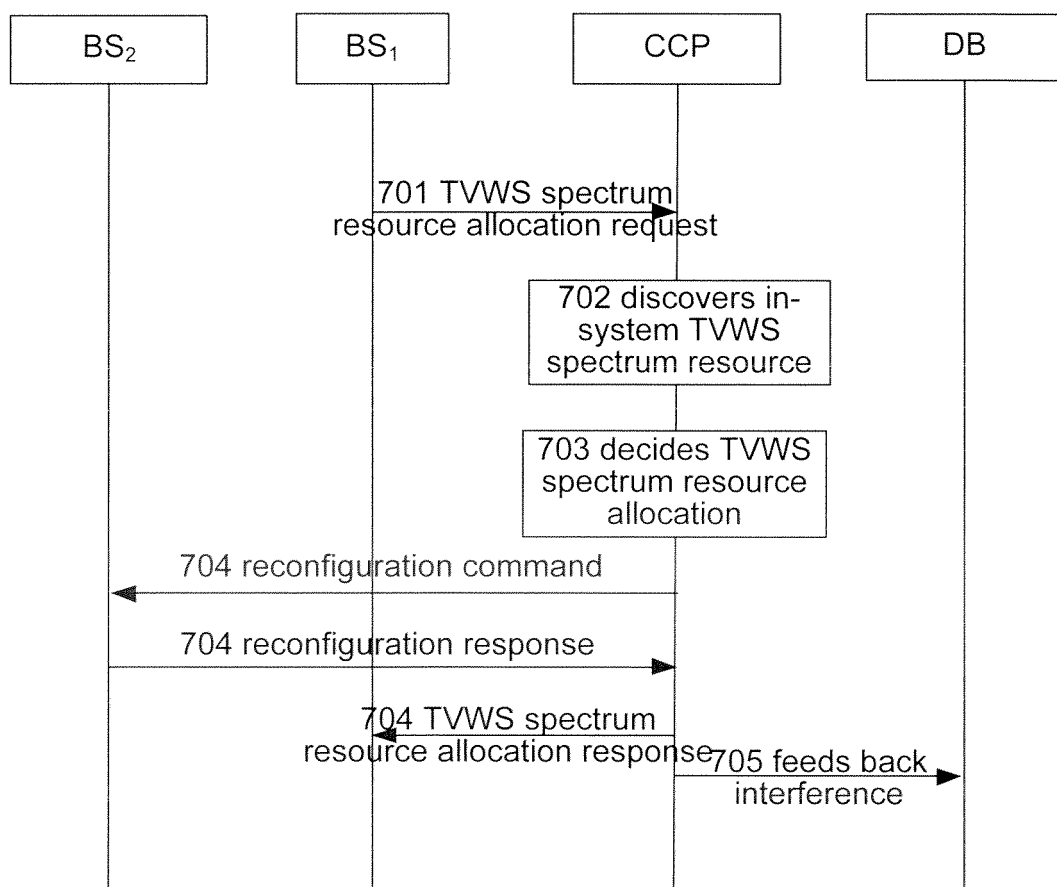 BS₂
BS₁
CCP
DB
701 TVWS spectrum
resource allocation request
702 discovers in-
system TVWS
spectrum resource
703 decides TVWS
spectrum resource
allocation
704 reconfiguration command
704 reconfiguration response
704 TVWS spectrum
resource allocation response
705 feeds back
interference